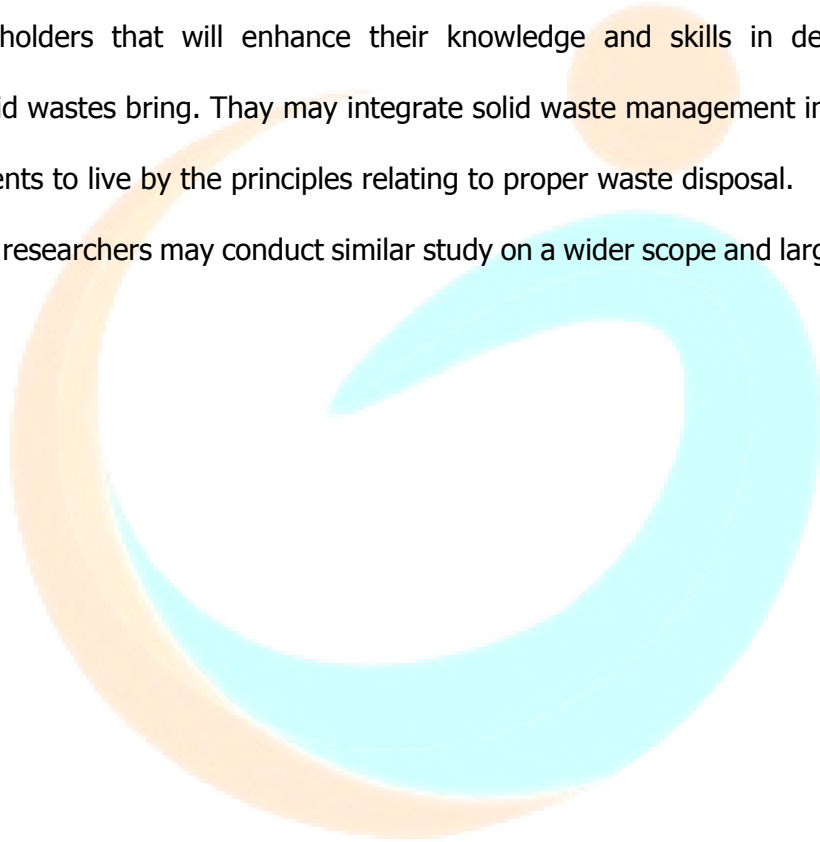 holders that will enhance their knowledge and skills in de
id wastes bring. Thay may integrate solid waste management in
ents to live by the principles relating to proper waste disposal.
researchers may conduct similar study on a wider scope and larg